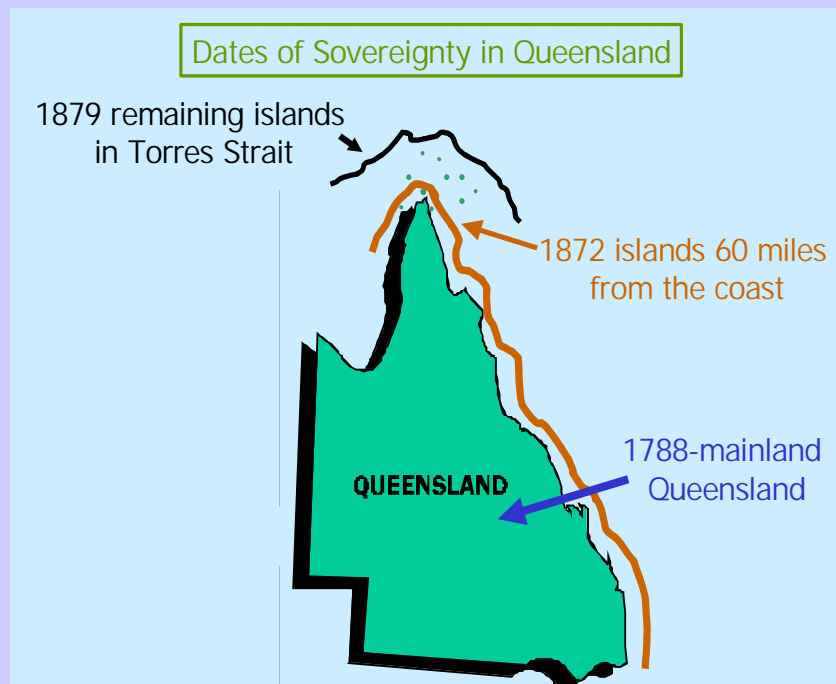 Dates of Sovereignty in Queensland
1879 remaining islands
in Torres Strait
1872 islands 60 miles
from the coast
1788-mainland
Queensland
QUEENSLAND